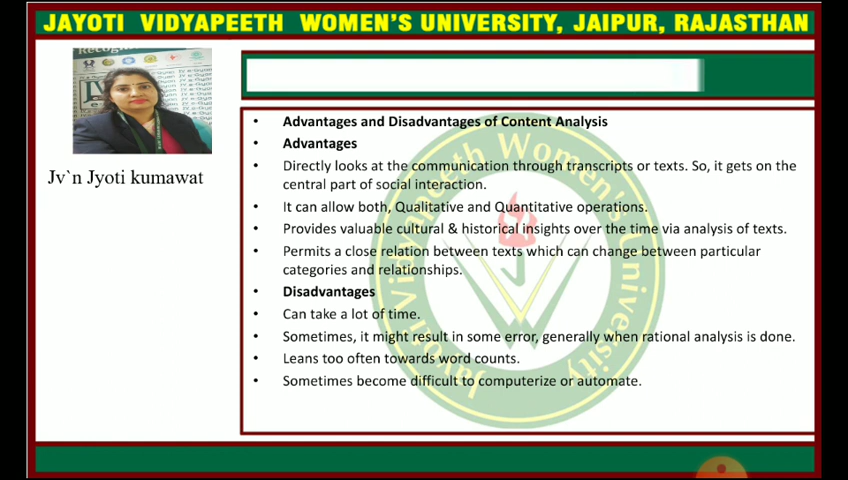 JAYOTI VIDYAPEETH WOMEN'S UNIVERSITY, JAIPUR, RAJASTHAN
Jv`n Jyoti kumawat
• Advantages and Disadvantages of Content Analysis
• Advantages
• Directly looks at the communication through transcripts or texts. So, it gets on the
central part of social interaction.
• It can allow both, Qualitative and Quantitative operations.
• Provides valuable cultural & historical insights over the time via analysis of texts.
• Permits a close relation between texts which can change between particular
categories and relationships.
• Disadvantages
• Can take a lot of time.
• Sometimes, it might result in some error, generally when rational analysis is done.
• Leans too often towards word counts.
• Sometimes become difficult to computerize or automate.
Jayoti Vidyapeeth Women's University